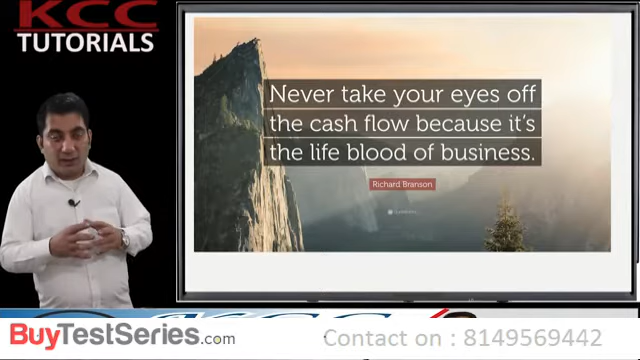 KCC
TUTORIALS
Never take your eyes off
the cash flow because it's
the life blood of business.
Richard Branson
BuyTestSeries.com
Contact on : 8149569442